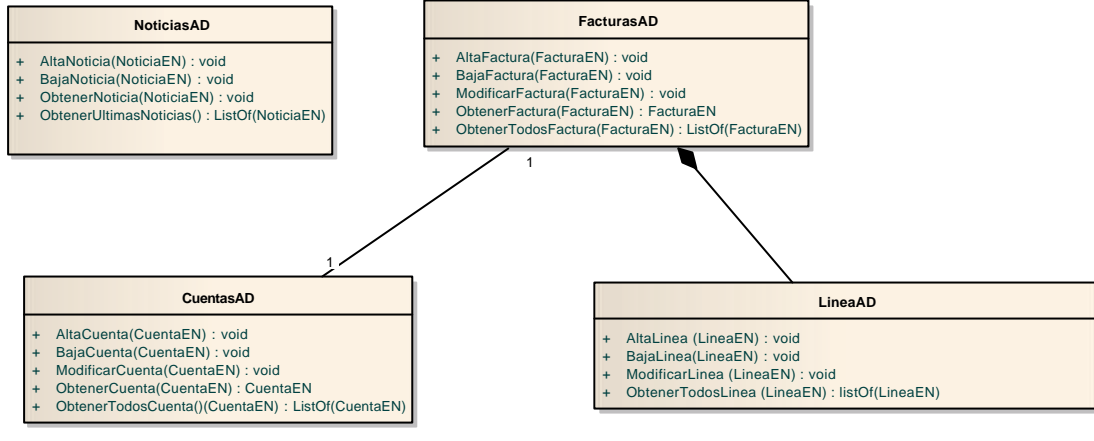 NoticiasAD
+ AltaNoticia(NoticiaEN) : void
+ BajaNoticia(NoticiaEN) : void
+ ObtenerNoticia(NoticiaEN) : void
+ ObtenerUltimasNoticias() : ListOf(NoticiaEN)
FacturasAD
+ AltaFactura(FacturaEN) : void
+ BajaFactura(FacturaEN) : void
+ ModificarFactura(FacturaEN) : void
+ ObtenerFactura(FacturaEN) : FacturaEN
+ ObtenerTodosFactura(FacturaEN) : ListOf(FacturaEN)
1
1
CuentasAD
+ AltaCuenta(CuentaEN) : void
+ BajaCuenta(CuentaEN) : void
+ ModificarCuenta(CuentaEN) : void
+ ObtenerCuenta(CuentaEN) : CuentaEN
+ ObtenerTodosCuenta()(CuentaEN) : ListOf(CuentaEN)
LineaAD
+ AltaLinea (LineaEN) : void
+ BajaLinea(LineaEN) : void
+ ModificarLinea (LineaEN) : void
+ ObtenerTodosLinea (LineaEN) : listOf(LineaEN)